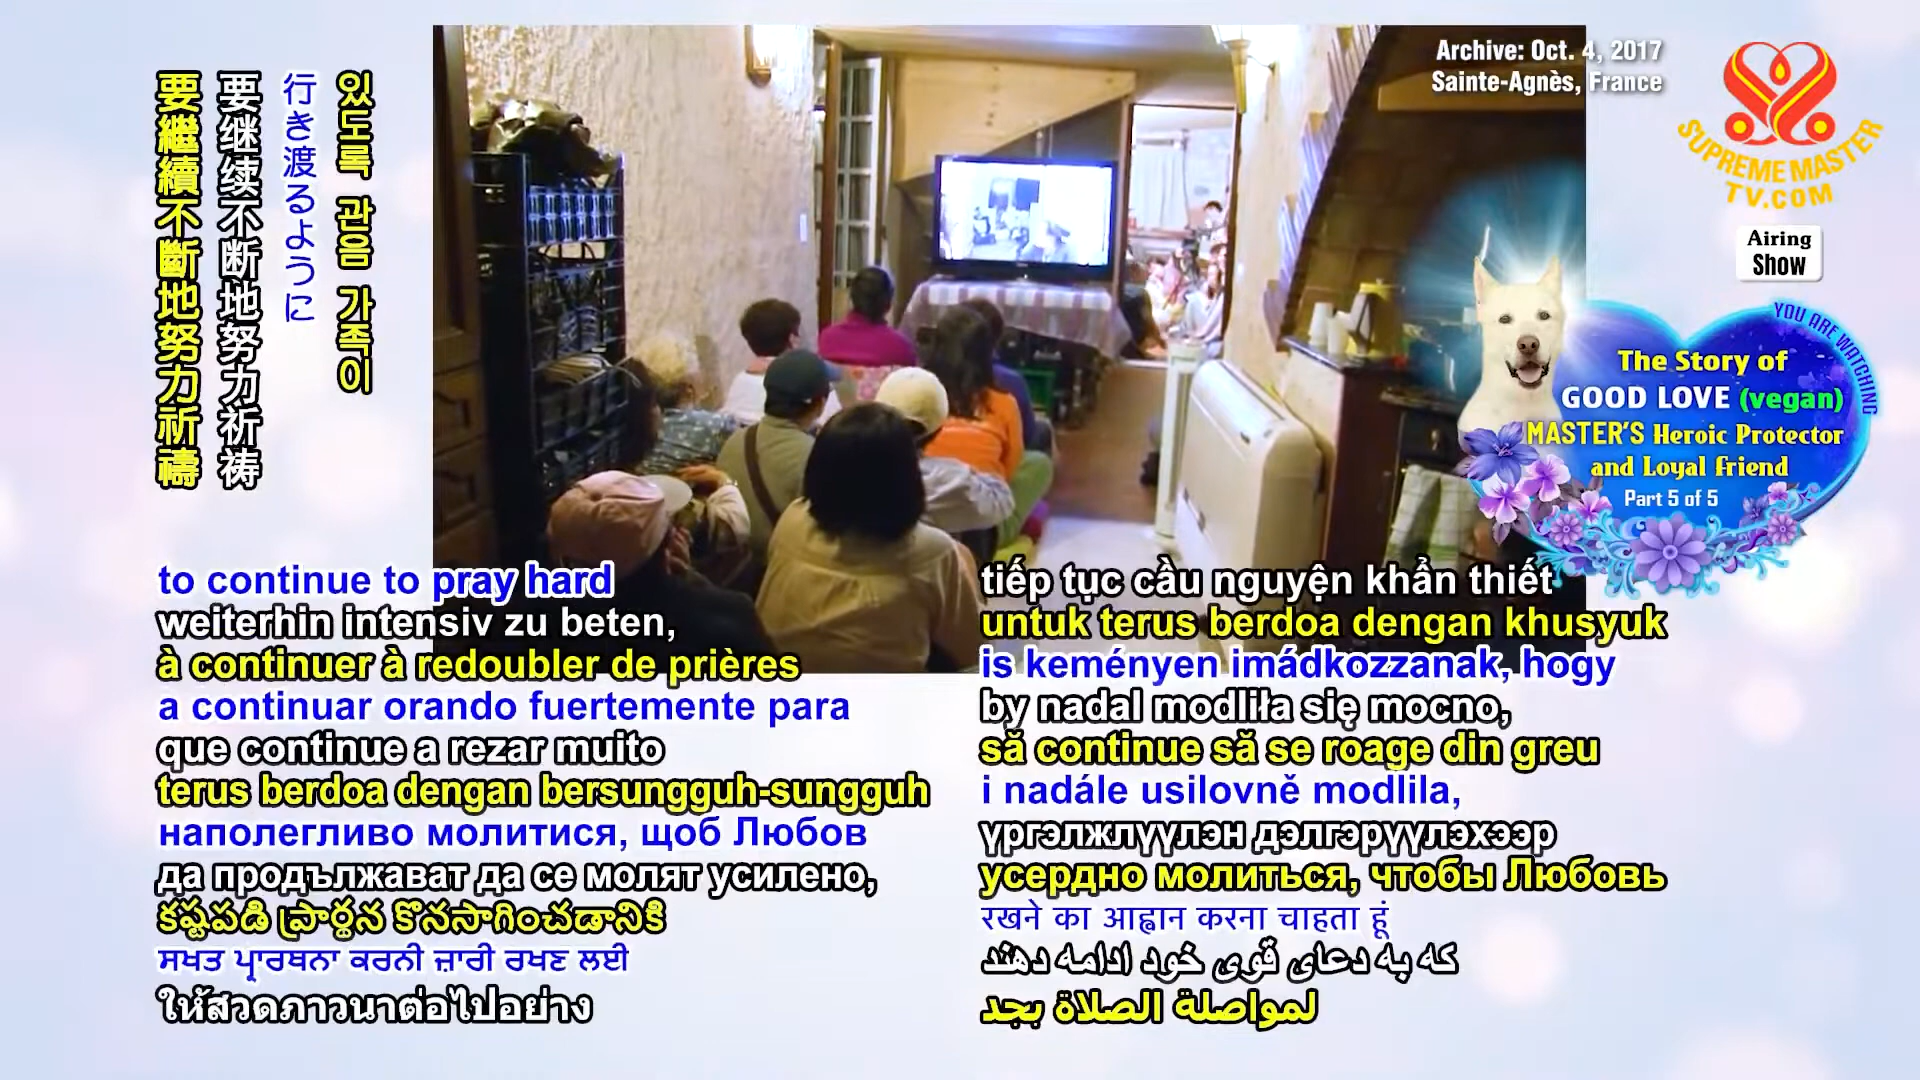 要繼續不斷地努力祈禱
要继续不断地努力祈祷
行き渡るように
있도록 관음 가족이
Archive: Oct. 4, 2017
Sainte-Agnès, France
SUPREME MASTER
TV.COM
Airing
Show
YOU ARE WATCHING
The Story of
GOOD LOVE (vegan)
MASTER'S Heroic Protector
and Loyal Friend
Part 5 of 5
to continue to pray hard
weiterhin intensiv zu beten,
à continuer à redoubler de prières
a continuar orando fuertemente para
que continue a rezar muito
terus berdoa dengan bersungguh-sungguh
наполегливо молитися, щоб Любов
да продължават да се молят усилено,
కష్టపడి ప్రార్థన కొనసాగించడానికి
ਸਖਤ ਪ੍ਰਾਰਥਨਾ ਕਰਨੀ ਜ਼ਾਰੀ ਰਖਣ ਲਈ
ให้สวดภาวนาต่อไปอย่าง
tiếp tục cầu nguyện khẩn thiết
untuk terus berdoa dengan khusyuk
is keményen imádkozzanak, hogy
by nadal modliła się mocno,
să continue să se roage din greu
i nadále usilovně modlila,
үргэлжлүүлэн дэлгэрүүлэхээр
усердно молиться, чтобы Любовь
रखने का आह्वान करना चाहता हूं
که به دعای قوی خود ادامه دهند
لمواصلة الصلاة بجد